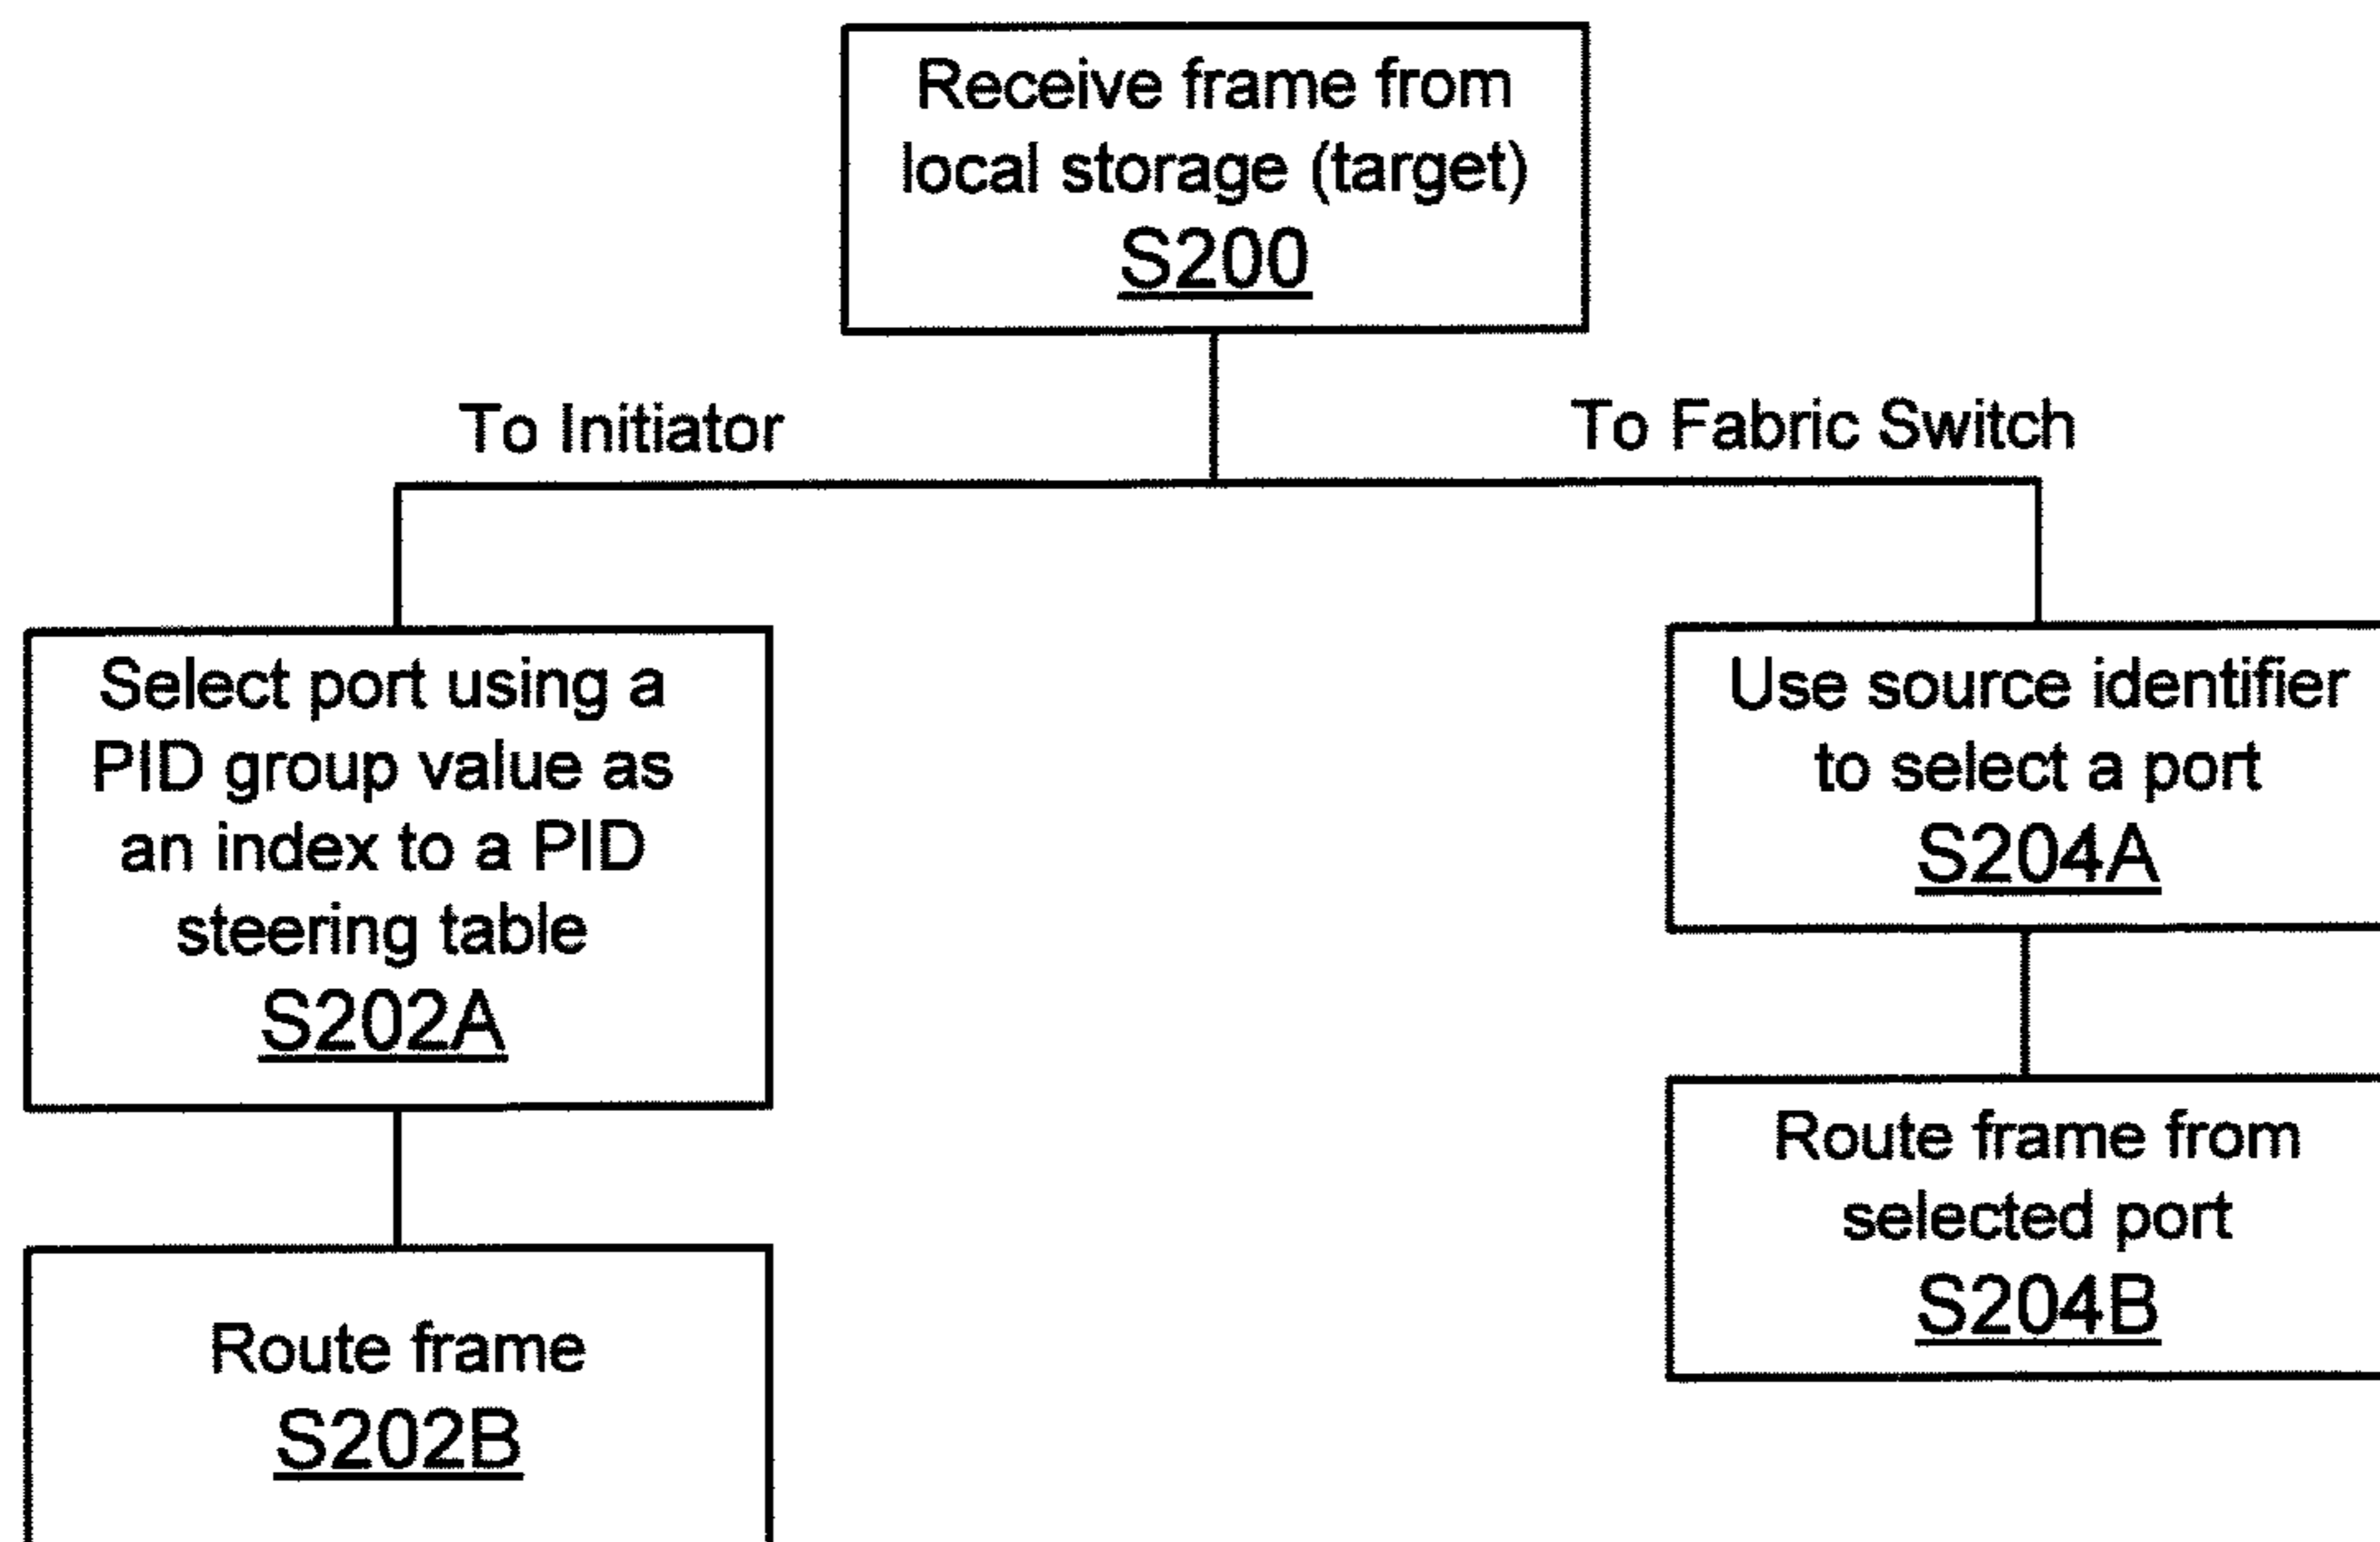 Receive frame from
local storage (target)
S200
To Initiator
To Fabric Switch
Select port using a
PID group value as
an index to a PID
steering table
S202A
Use source identifier
to select a port
S204A
Route frame from
selected port
S204B
Route frame
S202B